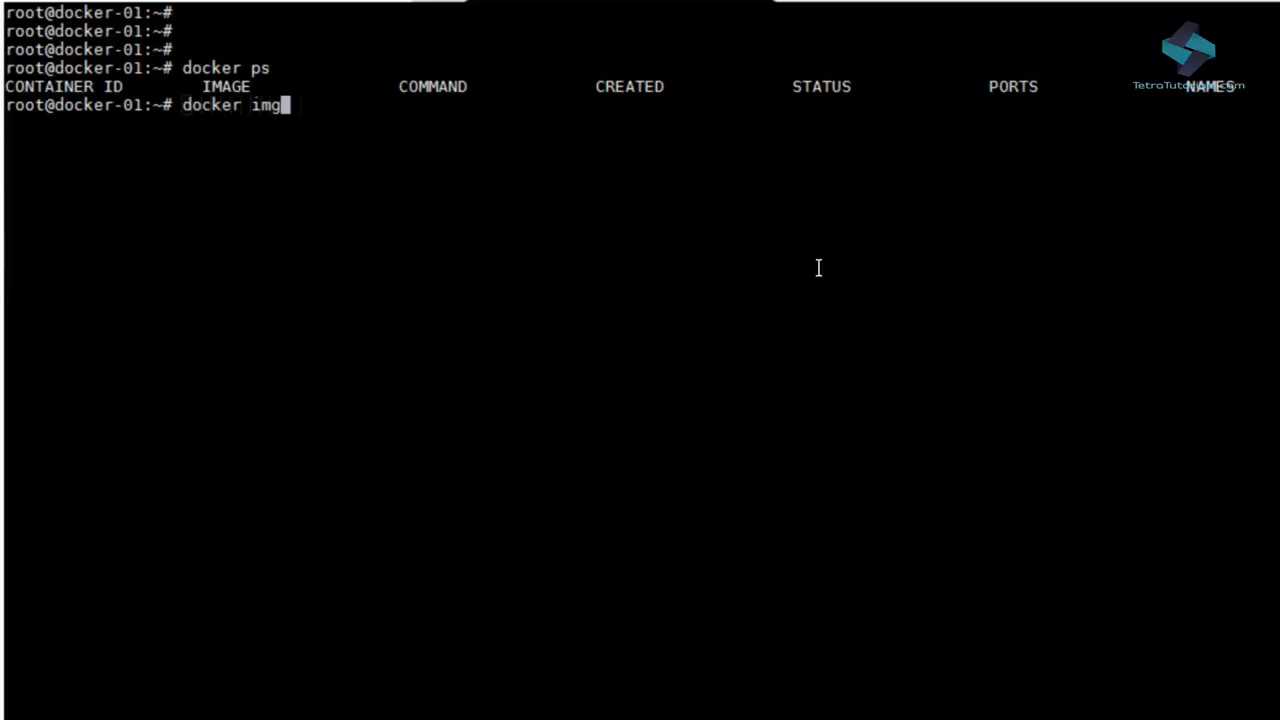 root@docker-01:~#
root@docker-01:~#
root@docker-01:~#
root@docker-01:~# docker ps
CONTAINER ID IMAGE COMMAND CREATED STATUS PORTS NAMES
root@docker-01:~# docker img